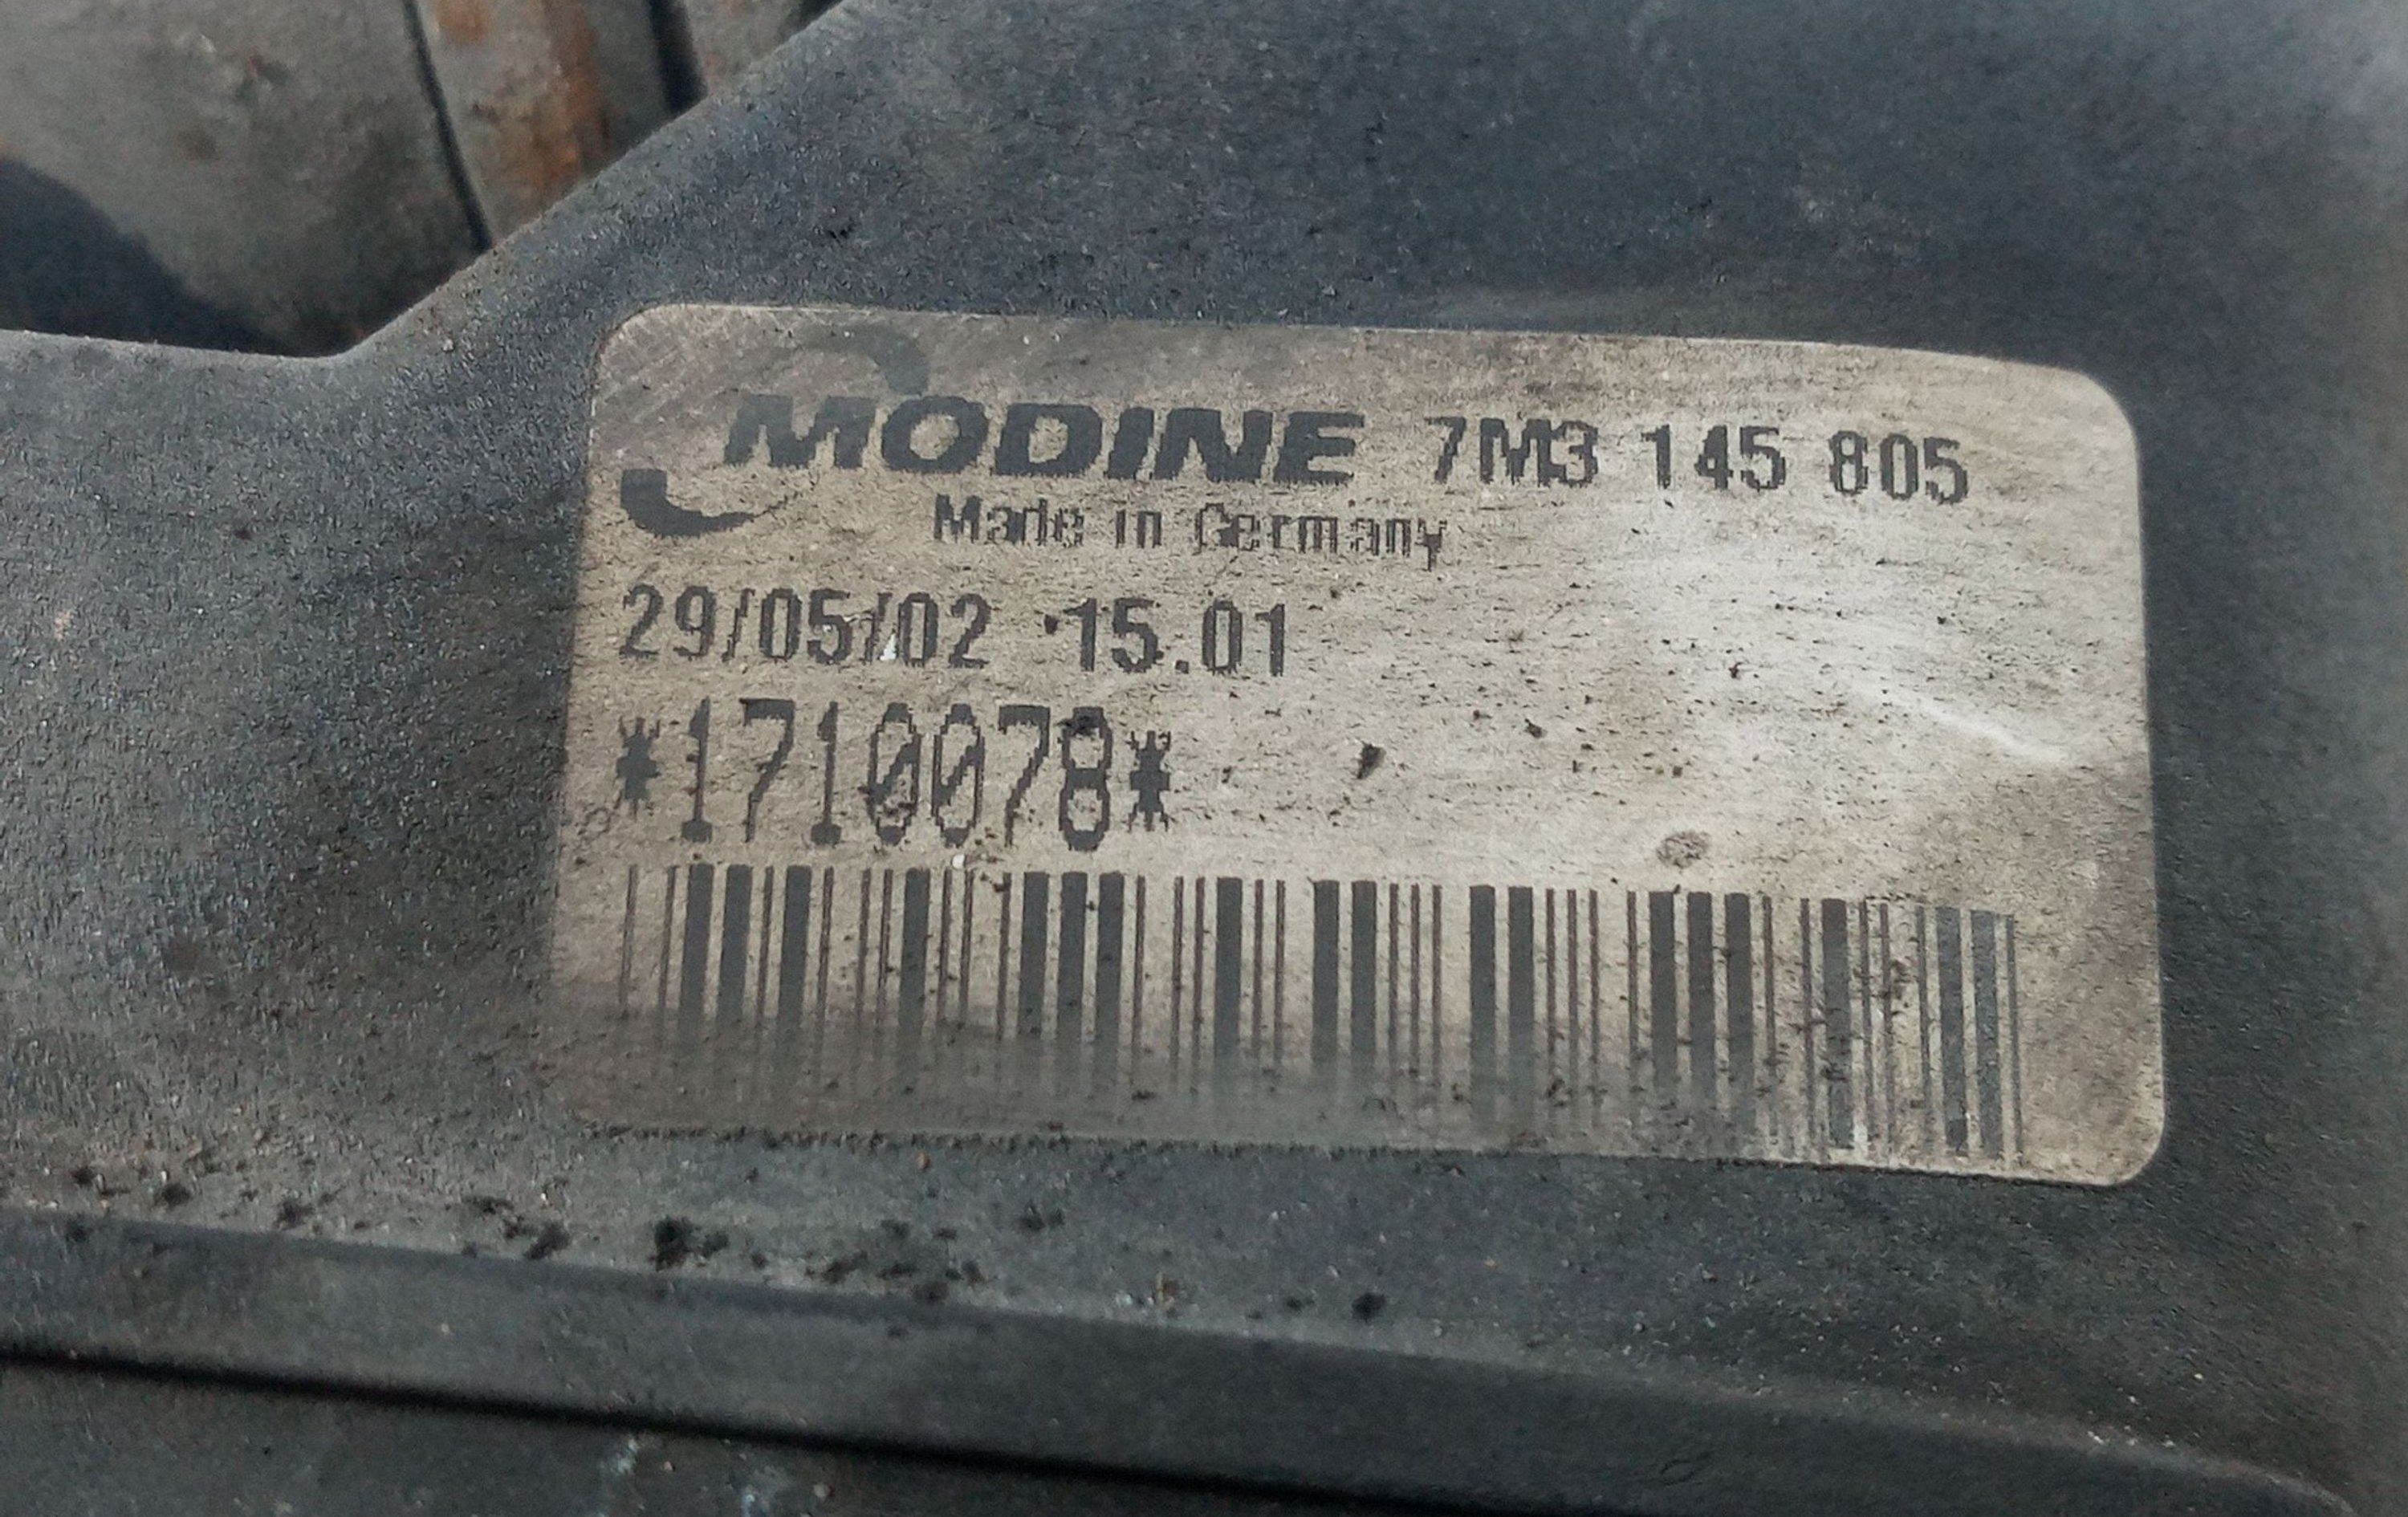 MODINE 7M3 145 805
Made in Germany
29/05/02 15.01
*1710078*